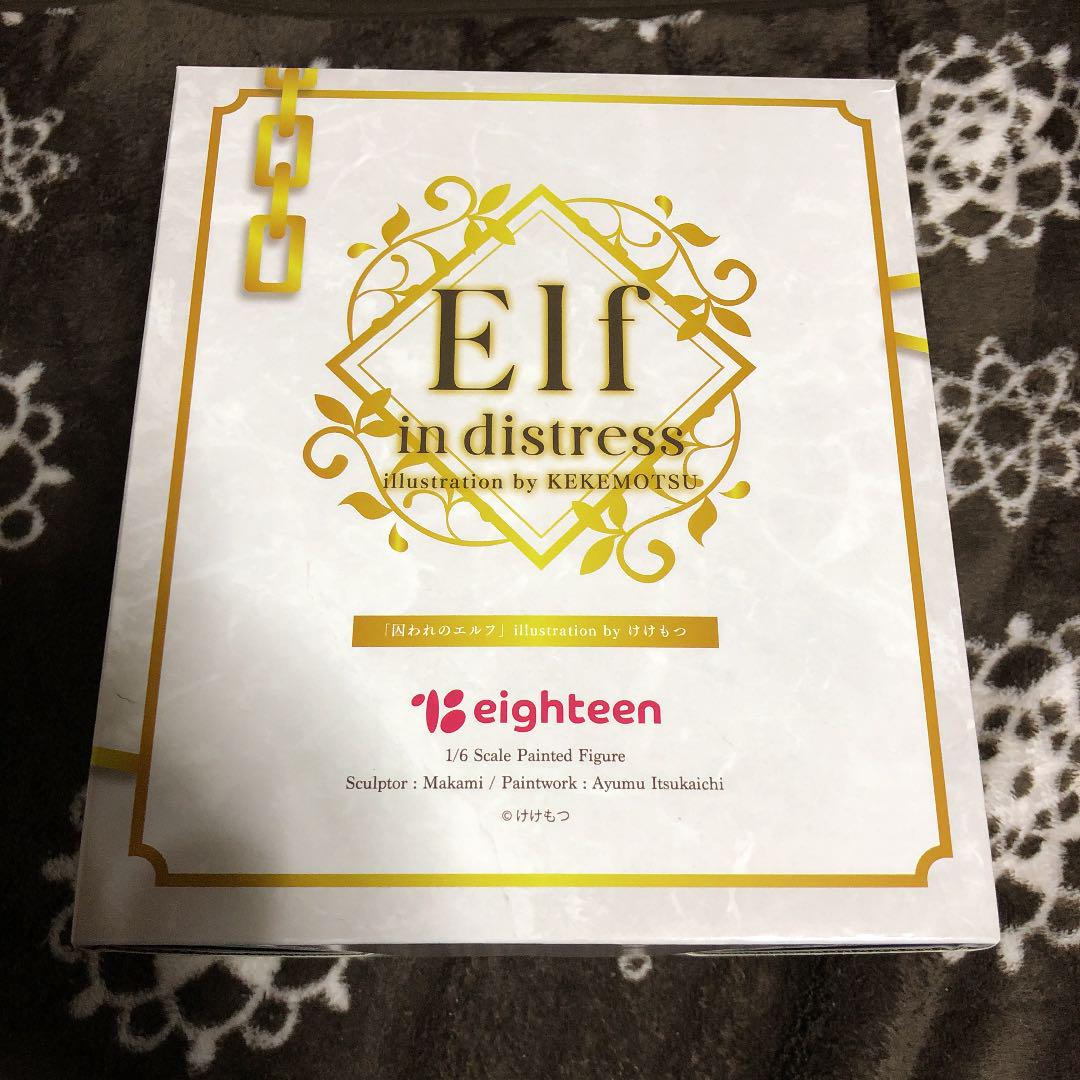 Elf
in distress
illustration by KEKEMOTSU
「囚われのエルフ」illustration by けけもつ
eighteen
1/6 Scale Painted Figure
Sculptor : Makami / Paintwork : Ayumu Itsukaichi
©けけもつ